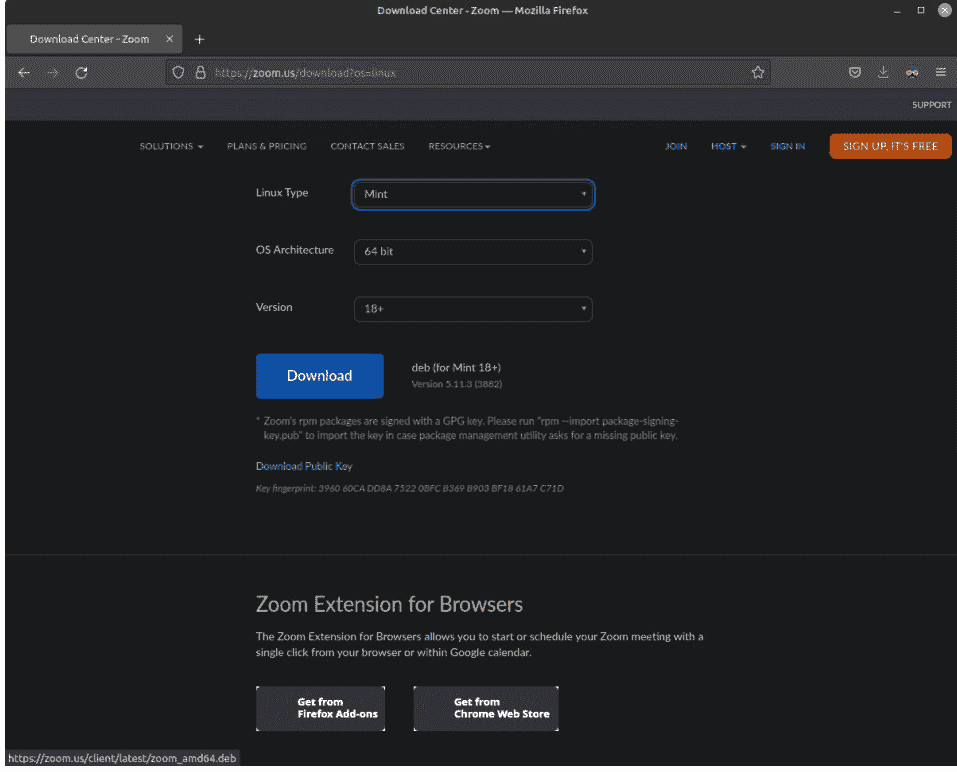 Download Center - Zoom — Mozilla Firefox
Download Center - Zoom
https://zoom.us/download?os=linux
SUPPORT
SOLUTIONS PLANS & PRICING CONTACT SALES RESOURCES JOIN HOST SIGN IN SIGN UP, IT'S FREE
Linux Type Mint
OS Architecture 64 bit
Version 18+
Download deb (for Mint 18+)
Version 5.11.3 (3882)
* Zoom's rpm packages are signed with a GPG key. Please run "rpm --import package-signing-
key.pub" to import the key in case package management utility asks for a missing public key.
Download Public Key
Key fingerprint: 3960 60CA DD8A 7522 0BFC B369 B903 BF18 61A7 C71D
Zoom Extension for Browsers
The Zoom Extension for Browsers allows you to start or schedule your Zoom meeting with a
single click from your browser or within Google calendar.
Get from
Firefox Add-ons
Get from
Chrome Web Store
https://zoom.us/client/latest/zoom_amd64.deb